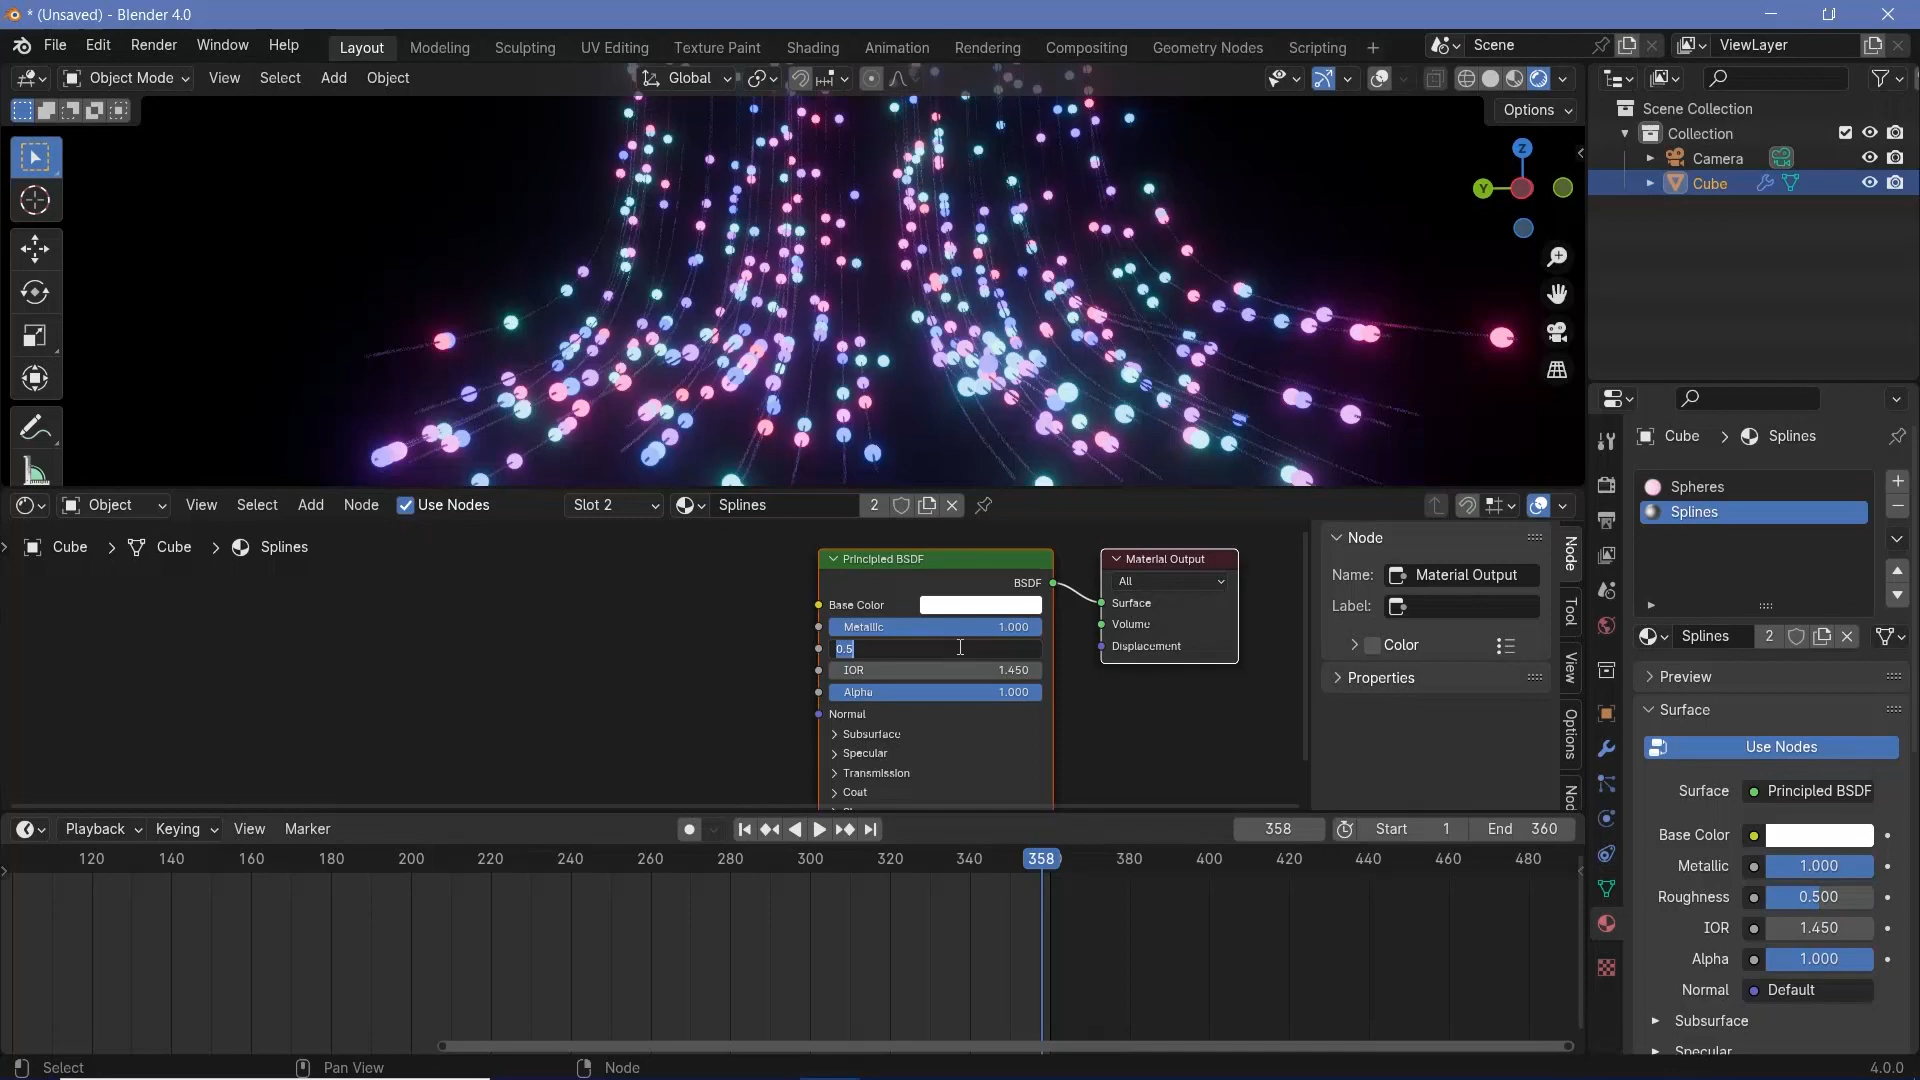 * (Unsaved) - Blender 4.0
File Edit Render Window Help Layout Modeling Sculpting UV Editing Texture Paint Shading Animation Rendering Compositing Geometry Nodes Scripting + Scene ViewLayer
Object Mode View Select Add Object Global
Options
Z
Y
Scene Collection
Collection
Camera
Cube
Cube > Splines
Spheres
Splines
Object View Select Add Node Use Nodes Slot 2 Splines 2
Cube > Cube > Splines
Principled BSDF
BSDF
Base Color
Metallic 1.000
0.5
IOR 1.450
Alpha 1.000
Normal
Subsurface
Specular
Transmission
Coat
Material Output
All
Surface
Volume
Displacement
Node
Name: Material Output
Label:
Color
Properties
Node
Tool
View
Options
Splines 2
Preview
Surface
Use Nodes
Surface Principled BSDF
Base Color
Metallic 1.000
Roughness 0.500
IOR 1.450
Alpha 1.000
Normal Default
Subsurface
Specular
Playback Keying View Marker 358 Start 1 End 360
120 140 160 180 200 220 240 260 280 300 320 340 358 380 400 420 440 460 480
Select Pan View Node 4.0.0